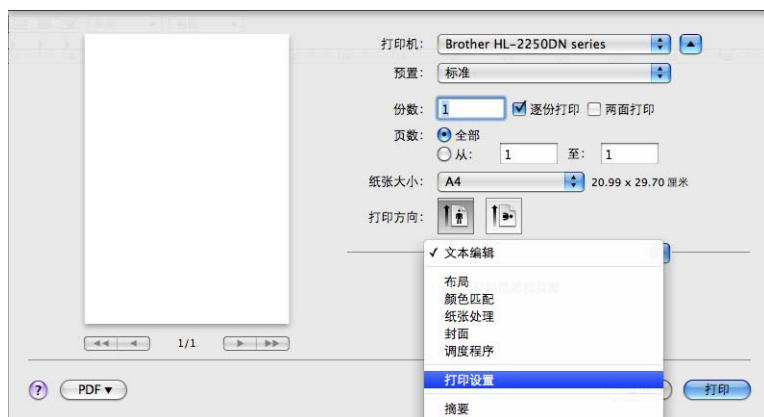 打印机: Brother HL-2250DN series
预置: 标准
份数: 1 逐份打印 两面打印
页数: 全部
从: 1 至: 1
纸张大小: A4 20.99 x 29.70 厘米
打印方向:
✓ 文本编辑
布局
颜色匹配
纸张处理
封面
调度程序
打印设置
摘要
1/1
? PDF▼ 打印